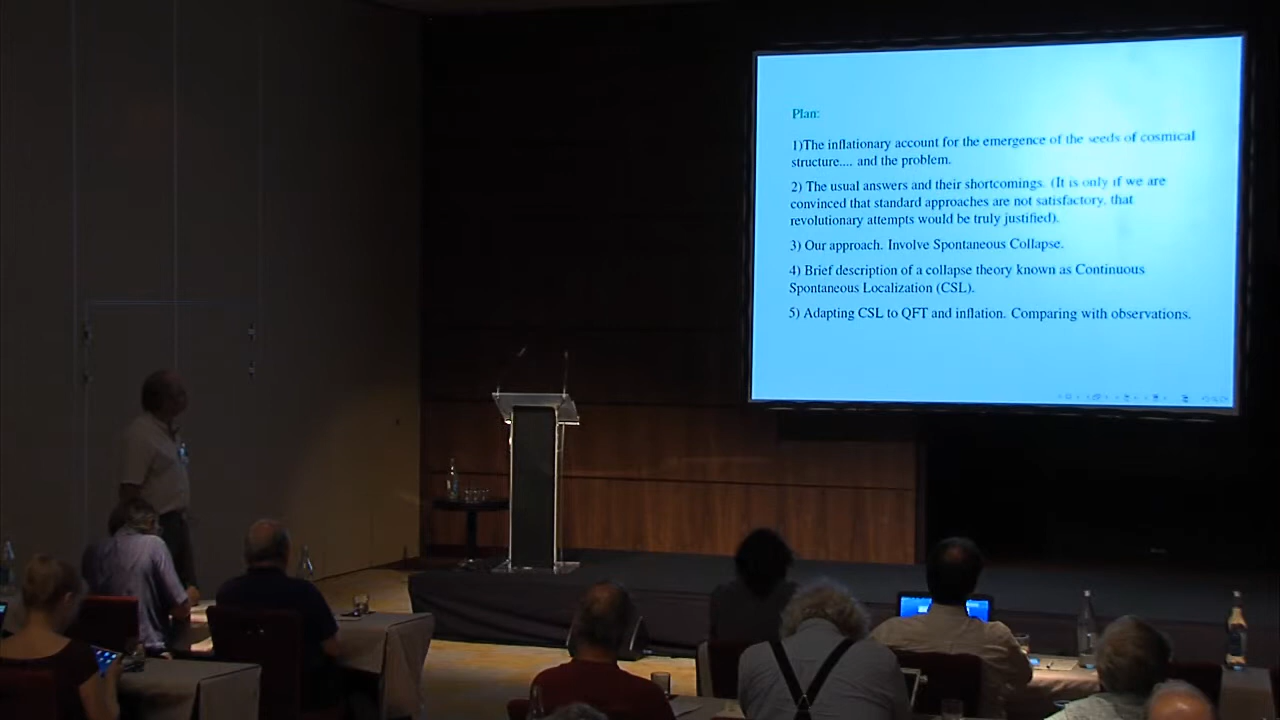 Plan:
1)The inflationary account for the emergence of the seeds of cosmical
structure.... and the problem.
2) The usual answers and their shortcomings. (It is only if we are
convinced that standard approaches are not satisfactory, that
revolutionary attempts would be truly justified).
3) Our approach. Involve Spontaneous Collapse.
4) Brief description of a collapse theory known as Continuous
Spontaneous Localization (CSL).
5) Adapting CSL to QFT and inflation. Comparing with observations.